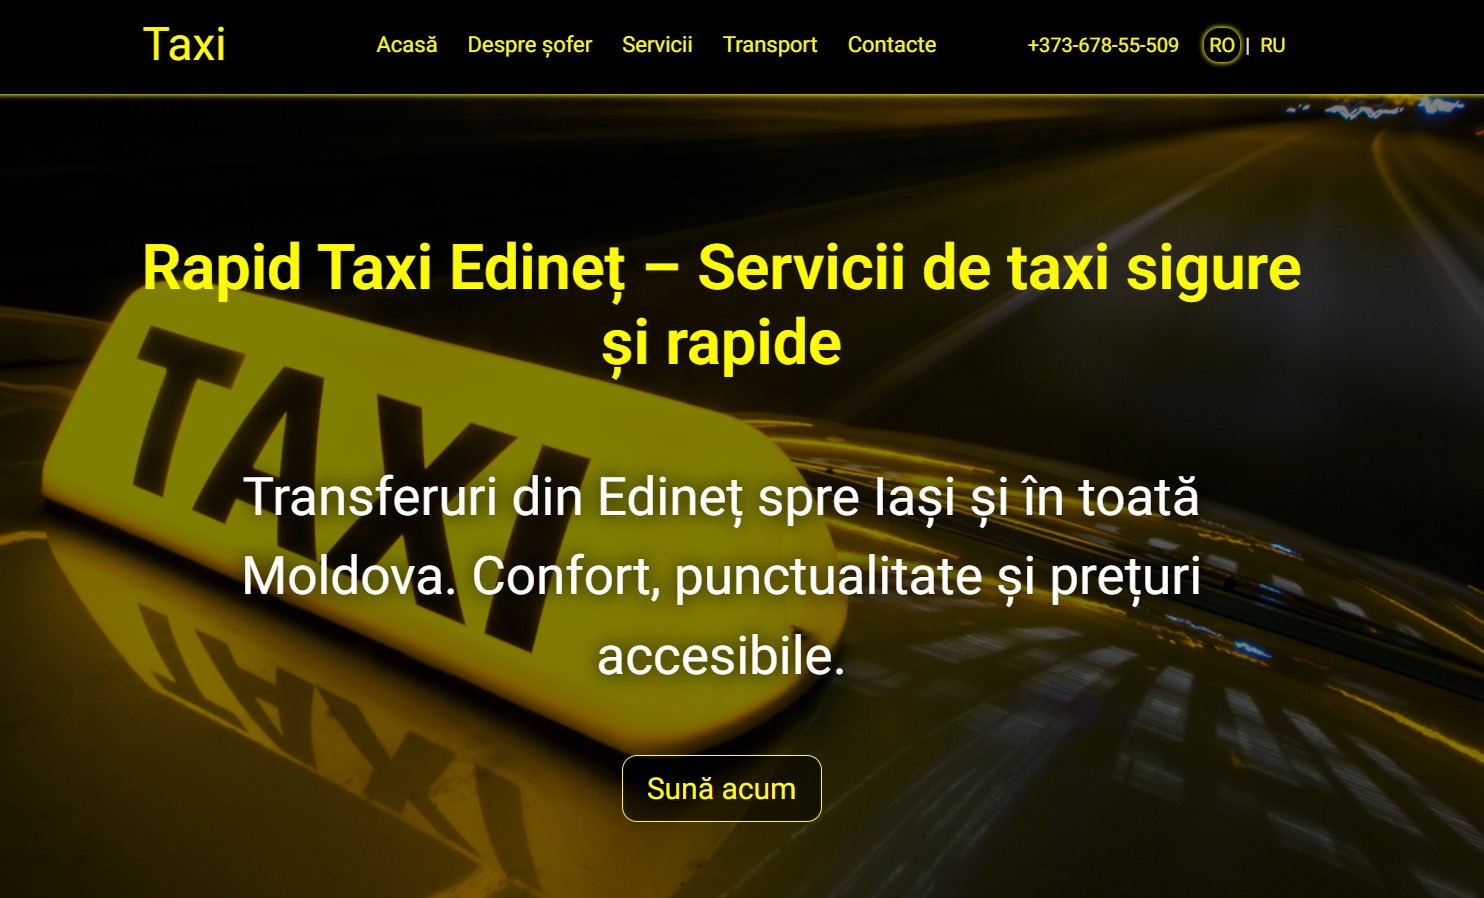 Taxi
Acasă Despre șofer Servicii Transport Contacte
+373-678-55-509 RO | RU
Rapid Taxi Edineț – Servicii de taxi sigure
și rapide
TAXI
Transferuri din Edineț spre Iași și în toată
Moldova. Confort, punctualitate și prețuri
accesibile.
TAXI
Sună acum